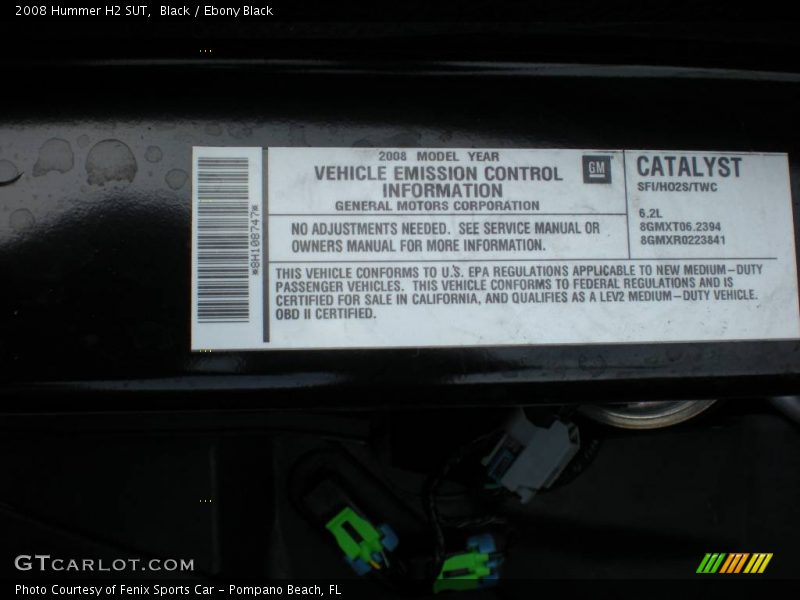 2008 Hummer H2 SUT, Black / Ebony Black
2008 MODEL YEAR
VEHICLE EMISSION CONTROL
INFORMATION
GENERAL MOTORS CORPORATION
GM
CATALYST
SFI/HO2S/TWC
6.2L
8GMXT06.2394
8GMXR0223841
NO ADJUSTMENTS NEEDED. SEE SERVICE MANUAL OR
OWNERS MANUAL FOR MORE INFORMATION.
*8H108747*
THIS VEHICLE CONFORMS TO U.S. EPA REGULATIONS APPLICABLE TO NEW MEDIUM-DUTY
PASSENGER VEHICLES. THIS VEHICLE CONFORMS TO FEDERAL REGULATIONS AND IS
CERTIFIED FOR SALE IN CALIFORNIA, AND QUALIFIES AS A LEV2 MEDIUM-DUTY VEHICLE.
OBD II CERTIFIED.
GTCARLOT.COM
Photo Courtesy of Fenix Sports Car - Pompano Beach, FL